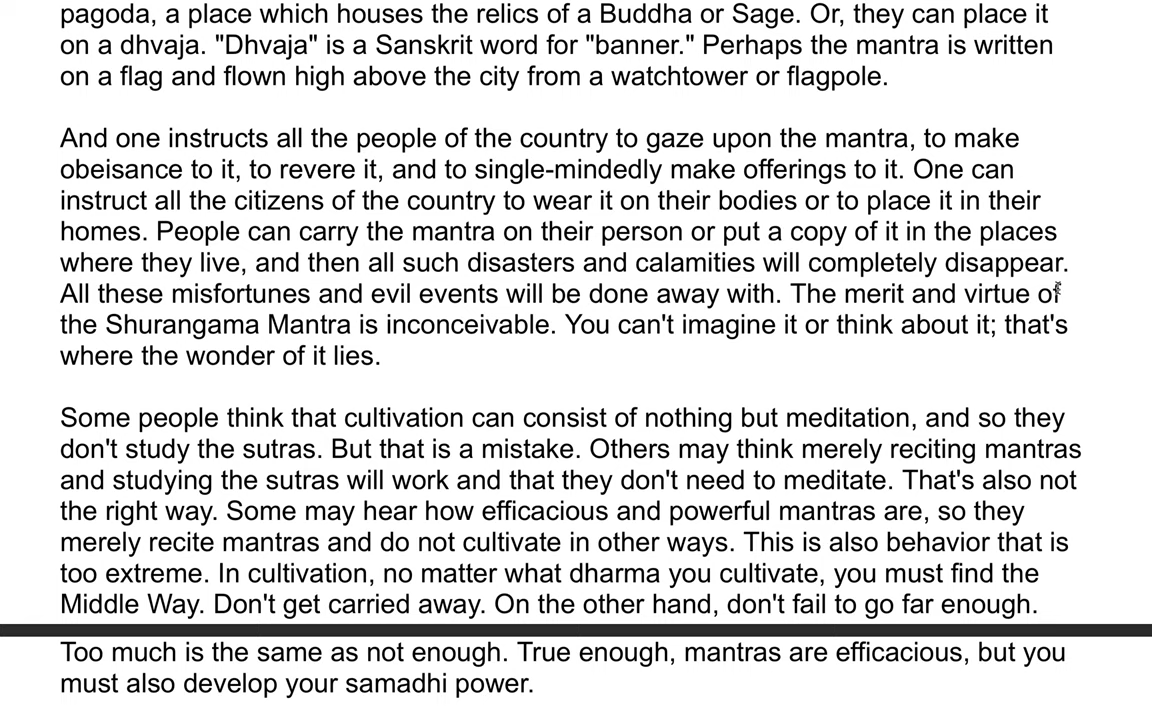 pagoda, a place which houses the relics of a Buddha or Sage. Or, they can place it
on a dhvaja. "Dhvaja" is a Sanskrit word for "banner." Perhaps the mantra is written
on a flag and flown high above the city from a watchtower or flagpole.
And one instructs all the people of the country to gaze upon the mantra, to make
obeisance to it, to revere it, and to single-mindedly make offerings to it. One can
instruct all the citizens of the country to wear it on their bodies or to place it in their
homes. People can carry the mantra on their person or put a copy of it in the places
where they live, and then all such disasters and calamities will completely disappear.
All these misfortunes and evil events will be done away with. The merit and virtue of
the Shurangama Mantra is inconceivable. You can't imagine it or think about it; that's
where the wonder of it lies.
Some people think that cultivation can consist of nothing but meditation, and so they
don't study the sutras. But that is a mistake. Others may think merely reciting mantras
and studying the sutras will work and that they don't need to meditate. That's also not
the right way. Some may hear how efficacious and powerful mantras are, so they
merely recite mantras and do not cultivate in other ways. This is also behavior that is
too extreme. In cultivation, no matter what dharma you cultivate, you must find the
Middle Way. Don't get carried away. On the other hand, don't fail to go far enough.
Too much is the same as not enough. True enough, mantras are efficacious, but you
must also develop your samadhi power.